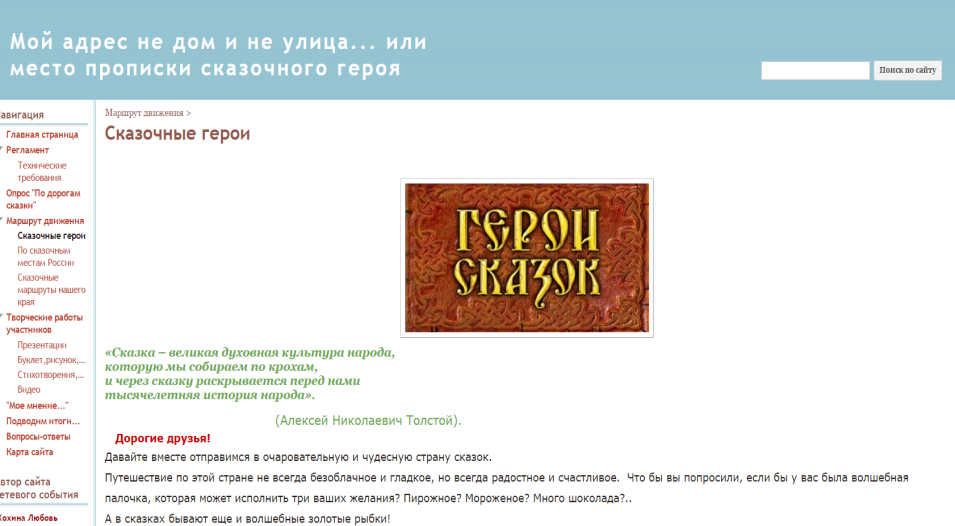 Мой адрес не дом и не улица... или
место прописки сказочного героя
Поиск по сайту
Навигация
Главная страница
Регламент
Технические
требования
Опрос "По дорогам
сказки"
Маршрут движения
Сказочные герои
По сказочным
местам России
Сказочные
маршруты нашего
края
Творческие работы
участников
Презентации
Буклет,рисунок,...
Стихотворения,...
Видео
"Мое мнение..."
Подводим итоги...
Вопросы-ответы
Карта сайта
втор сайта
етевого события
Кохина Любовь
Маршрут движения >
Сказочные герои
ГЕРОИ
СКАЗОК
«Сказка – великая духовная культура народа,
которую мы собираем по крохам,
и через сказку раскрывается перед нами
тысячелетняя история народа».
(Алексей Николаевич Толстой).
Дорогие друзья!
Давайте вместе отправимся в очаровательную и чудесную страну сказок.
Путешествие по этой стране не всегда безоблачное и гладкое, но всегда радостное и счастливое. Что бы вы попросили, если бы у вас была волшебная
палочка, которая может исполнить три ваших желания? Пирожное? Мороженое? Много шоколада?..
А в сказках бывают еще и волшебные золотые рыбки!